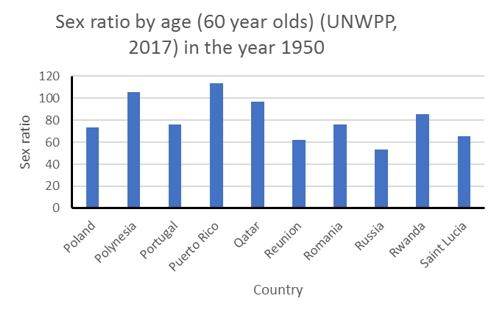 Sex ratio by age (60 year olds) (UNWPP,
2017) in the year 1950
120
100
80
60
40
20
0
Sex ratio
Poland
Polynesia
Portugal
Puerto Rico
Qatar
Reunion
Romania
Russia
Rwanda
Saint Lucia
Country